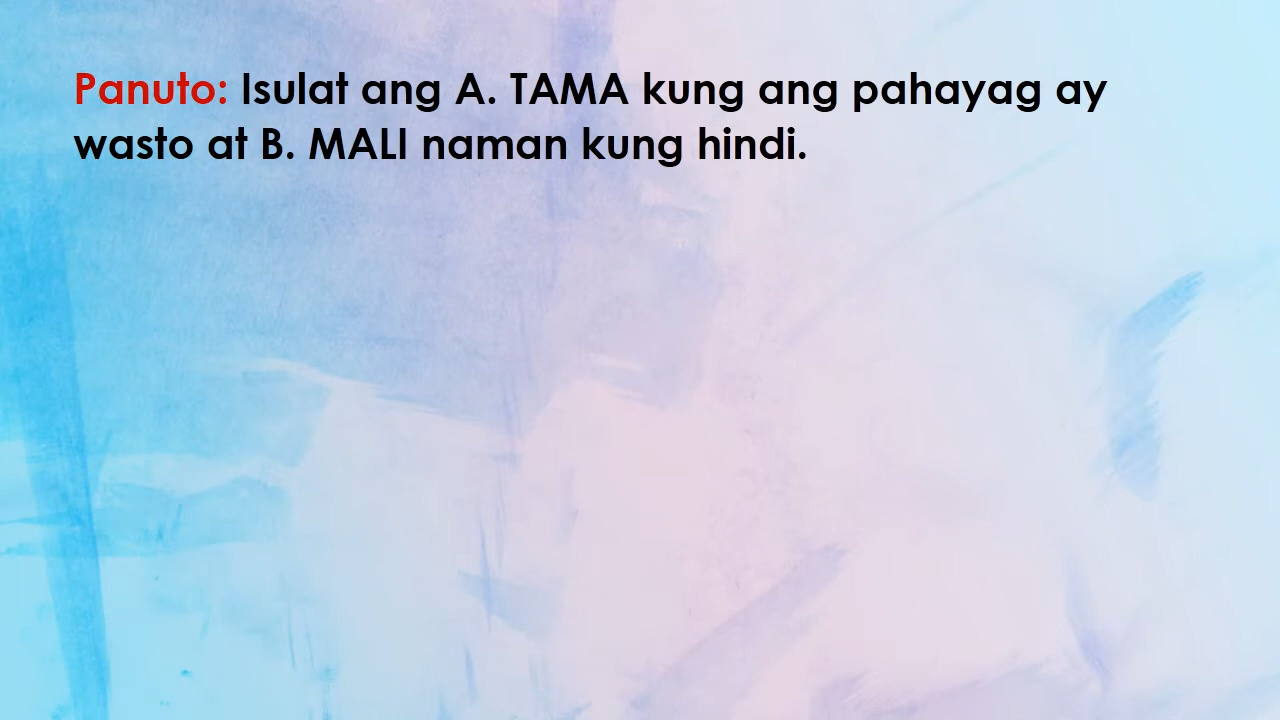 Panuto: Isulat ang A. TAMA kung ang pahayag ay
wasto at B. MALI naman kung hindi.